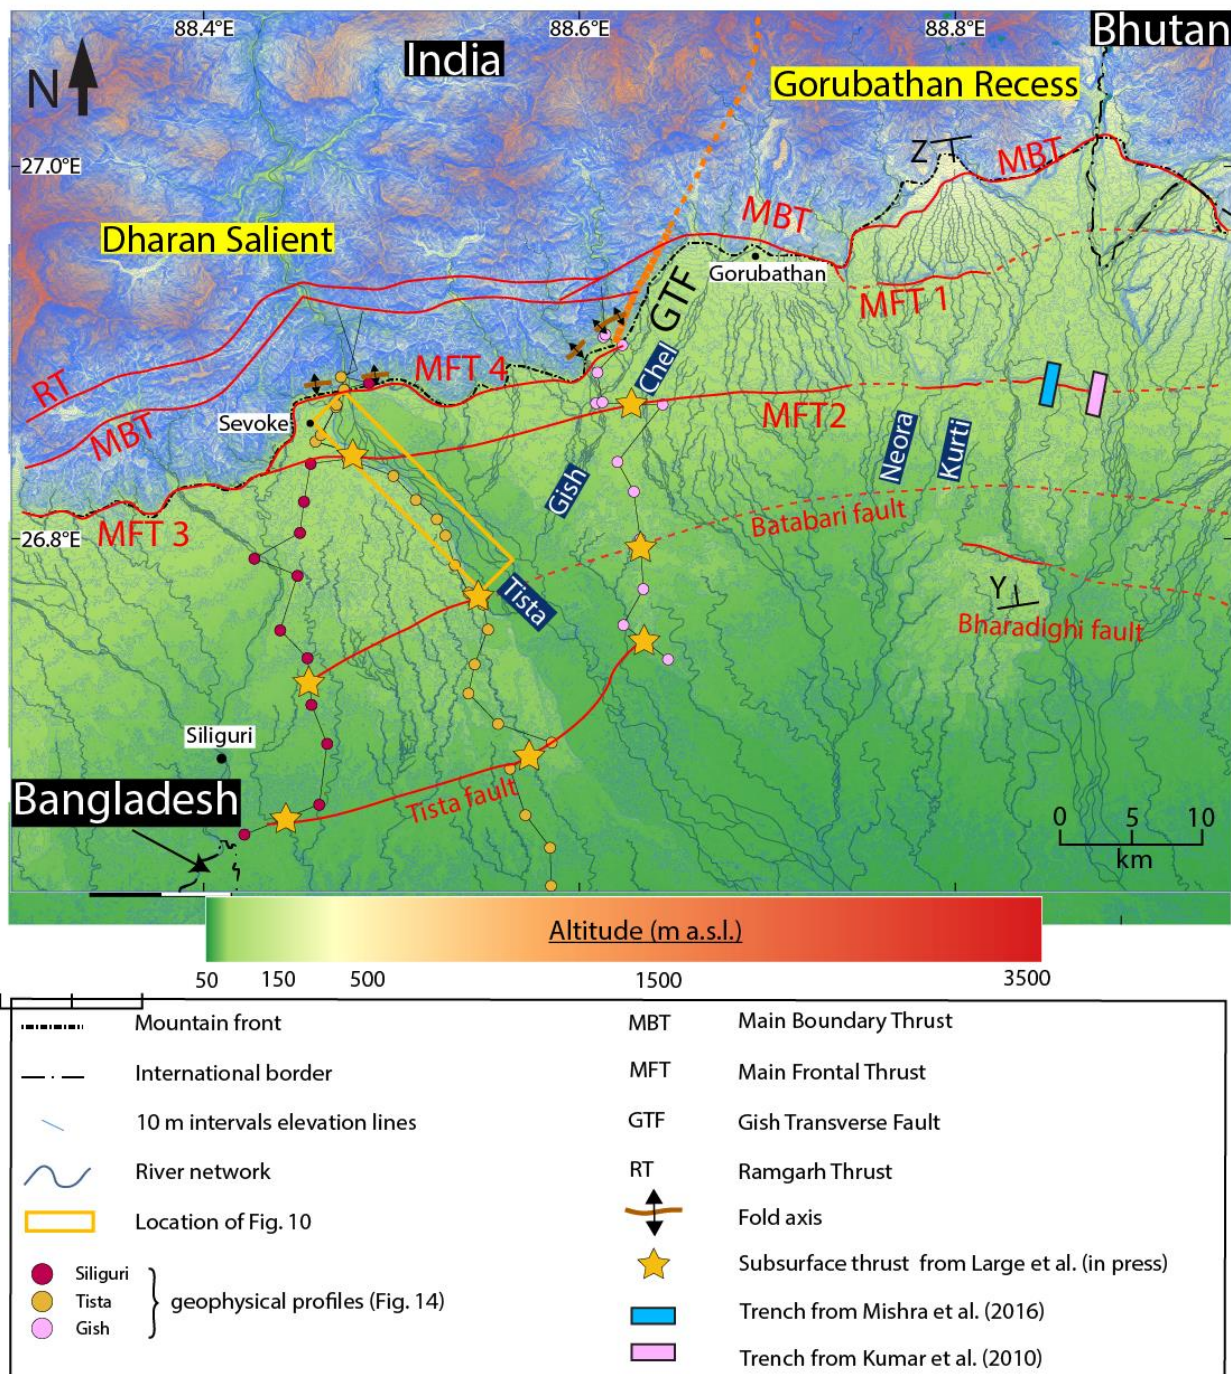 88.4°E
88.6°E
88.8°E
India
Bhutan
N
Gorubathan Recess
Z
MBT
27.0°E
MBT
Dharan Salient
Gorubathan
GTF
MFT 1
RT
MFT 4
Chel
MBT
Sevoke
MFT2
Neora
Kurti
Gish
MFT 3
26.8°E
Batabari fault
Tista
Y
Bharadighi fault
Siliguri
Bangladesh
Tista fault
0 5 10
km
Altitude (m a.s.l.)
50 150 500 1500 3500
Mountain front
International border
10 m intervals elevation lines
River network
Location of Fig. 10
Siliguri
Tista
Gish
geophysical profiles (Fig. 14)
MBT Main Boundary Thrust
MFT Main Frontal Thrust
GTF Gish Transverse Fault
RT Ramgarh Thrust
Fold axis
Subsurface thrust from Large et al. (in press)
Trench from Mishra et al. (2016)
Trench from Kumar et al. (2010)